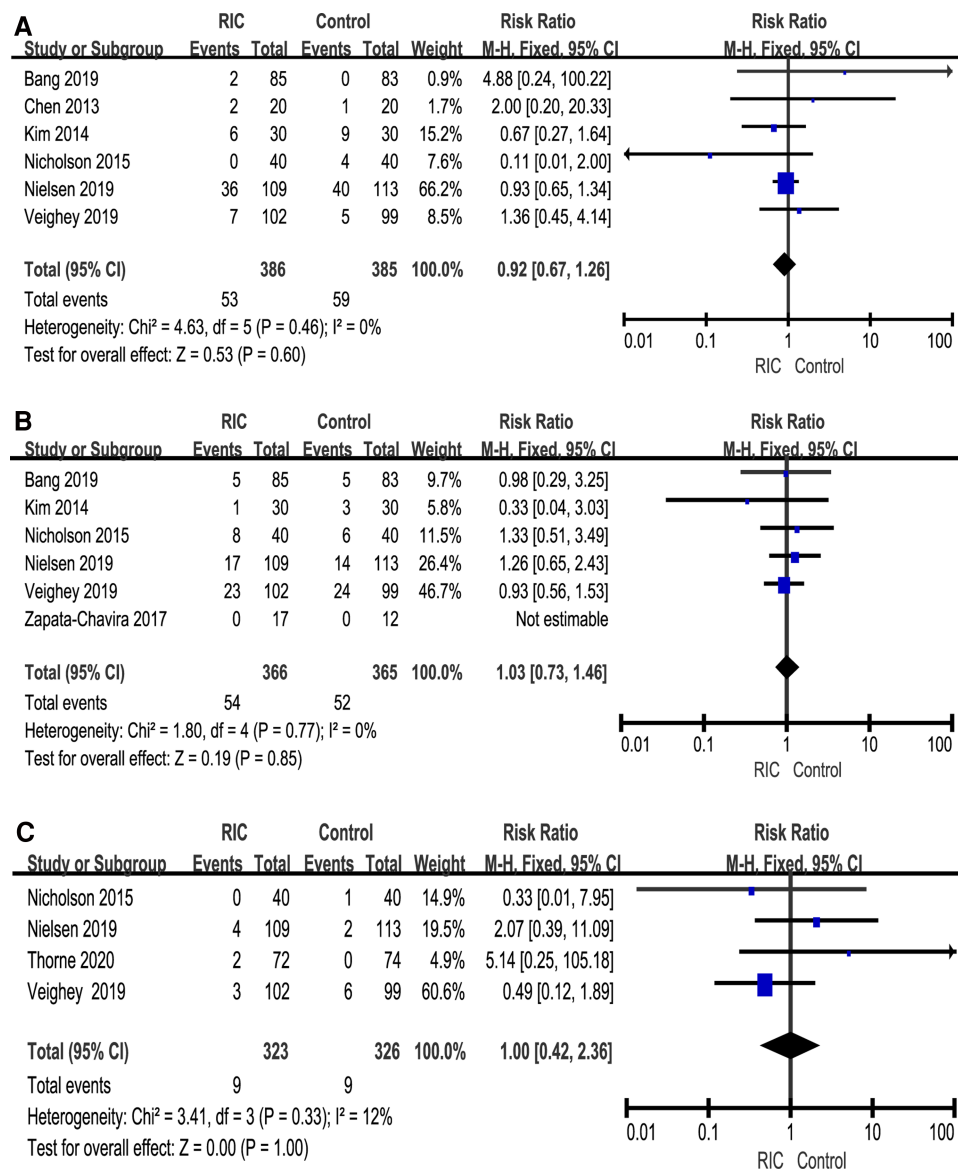 A RIC Control Risk Ratio Risk Ratio
Study or Subgroup Events Total Events Total Weight M-H, Fixed, 95% CI M-H, Fixed, 95% CI
Bang 2019 2 85 0 83 0.9% 4.88 [0.24, 100.22]
Chen 2013 2 20 1 20 1.7% 2.00 [0.20, 20.33]
Kim 2014 6 30 9 30 15.2% 0.67 [0.27, 1.64]
Nicholson 2015 0 40 4 40 7.6% 0.11 [0.01, 2.00]
Nielsen 2019 36 109 40 113 66.2% 0.93 [0.65, 1.34]
Veighey 2019 7 102 5 99 8.5% 1.36 [0.45, 4.14]
Total (95% CI) 386 385 100.0% 0.92 [0.67, 1.26]
Total events 53 59
Heterogeneity: Chi² = 4.63, df = 5 (P = 0.46); I² = 0%
Test for overall effect: Z = 0.53 (P = 0.60)
0.01 0.1 1 10 100
RIC Control
B RIC Control Risk Ratio Risk Ratio
Study or Subgroup Events Total Events Total Weight M-H, Fixed, 95% CI M-H, Fixed, 95% CI
Bang 2019 5 85 5 83 9.7% 0.98 [0.29, 3.25]
Kim 2014 1 30 3 30 5.8% 0.33 [0.04, 3.03]
Nicholson 2015 8 40 6 40 11.5% 1.33 [0.51, 3.49]
Nielsen 2019 17 109 14 113 26.4% 1.26 [0.65, 2.43]
Veighey 2019 23 102 24 99 46.7% 0.93 [0.56, 1.53]
Zapata-Chavira 2017 0 17 0 12 Not estimable
Total (95% CI) 366 365 100.0% 1.03 [0.73, 1.46]
Total events 54 52
Heterogeneity: Chi² = 1.80, df = 4 (P = 0.77); I² = 0%
Test for overall effect: Z = 0.19 (P = 0.85)
0.01 0.1 1 10 100
RIC Control
C RIC Control Risk Ratio Risk Ratio
Study or Subgroup Events Total Events Total Weight M-H, Fixed, 95% CI M-H, Fixed, 95% CI
Nicholson 2015 0 40 1 40 14.9% 0.33 [0.01, 7.95]
Nielsen 2019 4 109 2 113 19.5% 2.07 [0.39, 11.09]
Thorne 2020 2 72 0 74 4.9% 5.14 [0.25, 105.18]
Veighey 2019 3 102 6 99 60.6% 0.49 [0.12, 1.89]
Total (95% CI) 323 326 100.0% 1.00 [0.42, 2.36]
Total events 9 9
Heterogeneity: Chi² = 3.41, df = 3 (P = 0.33); I² = 12%
Test for overall effect: Z = 0.00 (P = 1.00)
0.01 0.1 1 10 100
RIC Control